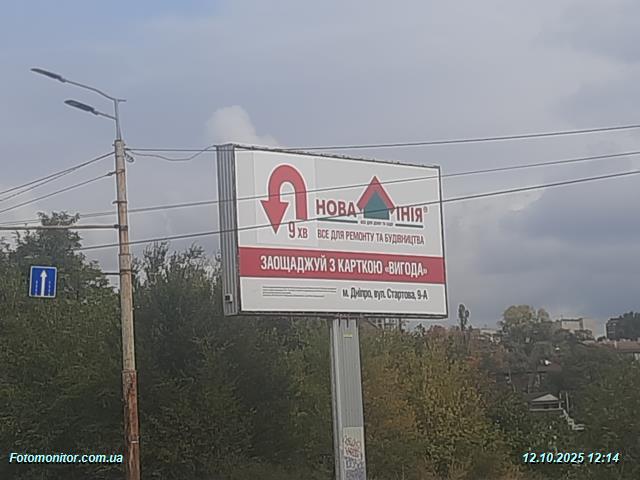 9 ХВ
НОВА ЛІНІЯ®
ВСЕ ДЛЯ РЕМОНТУ ТА БУДІВНИЦТВА
ЗАОЩАДЖУЙ З КАРТКОЮ «ВИГОДА»
м. Дніпро, вул. Стартова, 9-А
Fotomonitor.com.ua
12.10.2025 12:14